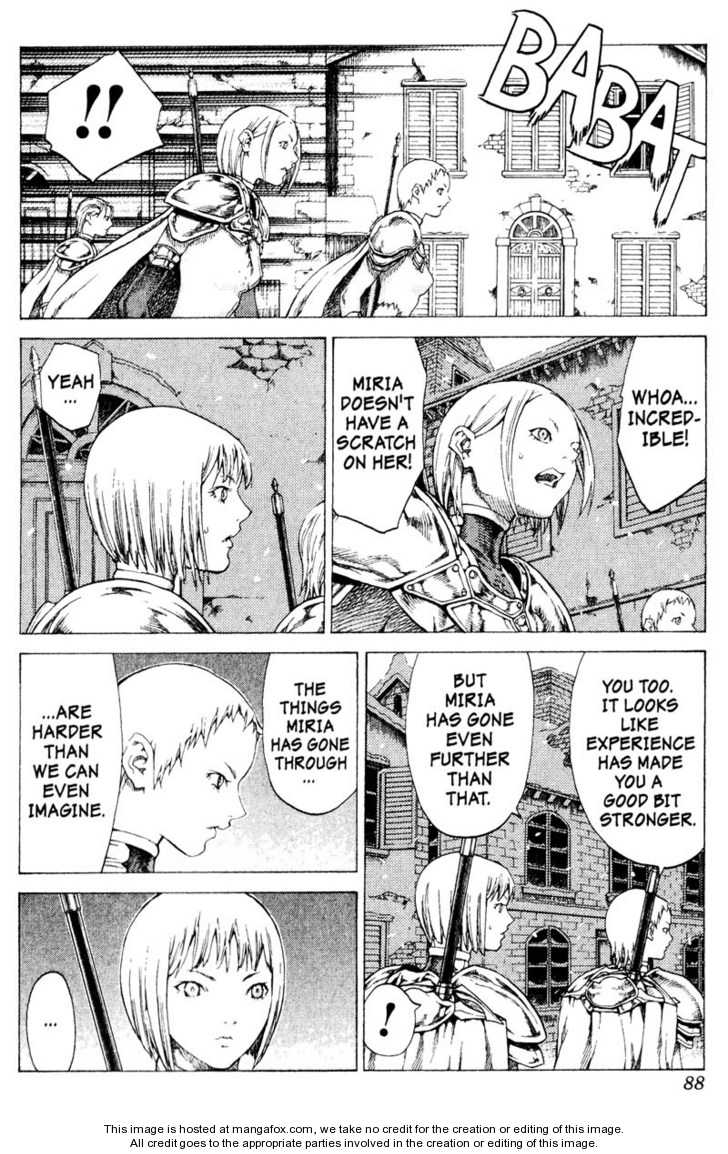 BABAT
!!
WHOA...
INCRED-
IBLE!
MIRIA
DOESN'T
HAVE A
SCRATCH
ON HER!
YEAH
...
YOU TOO.
IT LOOKS
LIKE
EXPERIENCE
HAS MADE
YOU A
GOOD BIT
STRONGER.
BUT
MIRIA
HAS GONE
EVEN
FURTHER
THAN
THAT.
!
THE
THINGS
MIRIA
HAS GONE
THROUGH
...
...ARE
HARDER
THAN
WE CAN
EVEN
IMAGINE.
...
88
This image is hosted at mangafox.com, we take no credit for the creation or editing of this image.
All credit goes to the appropriate parties involved in the creation or editing of this image.